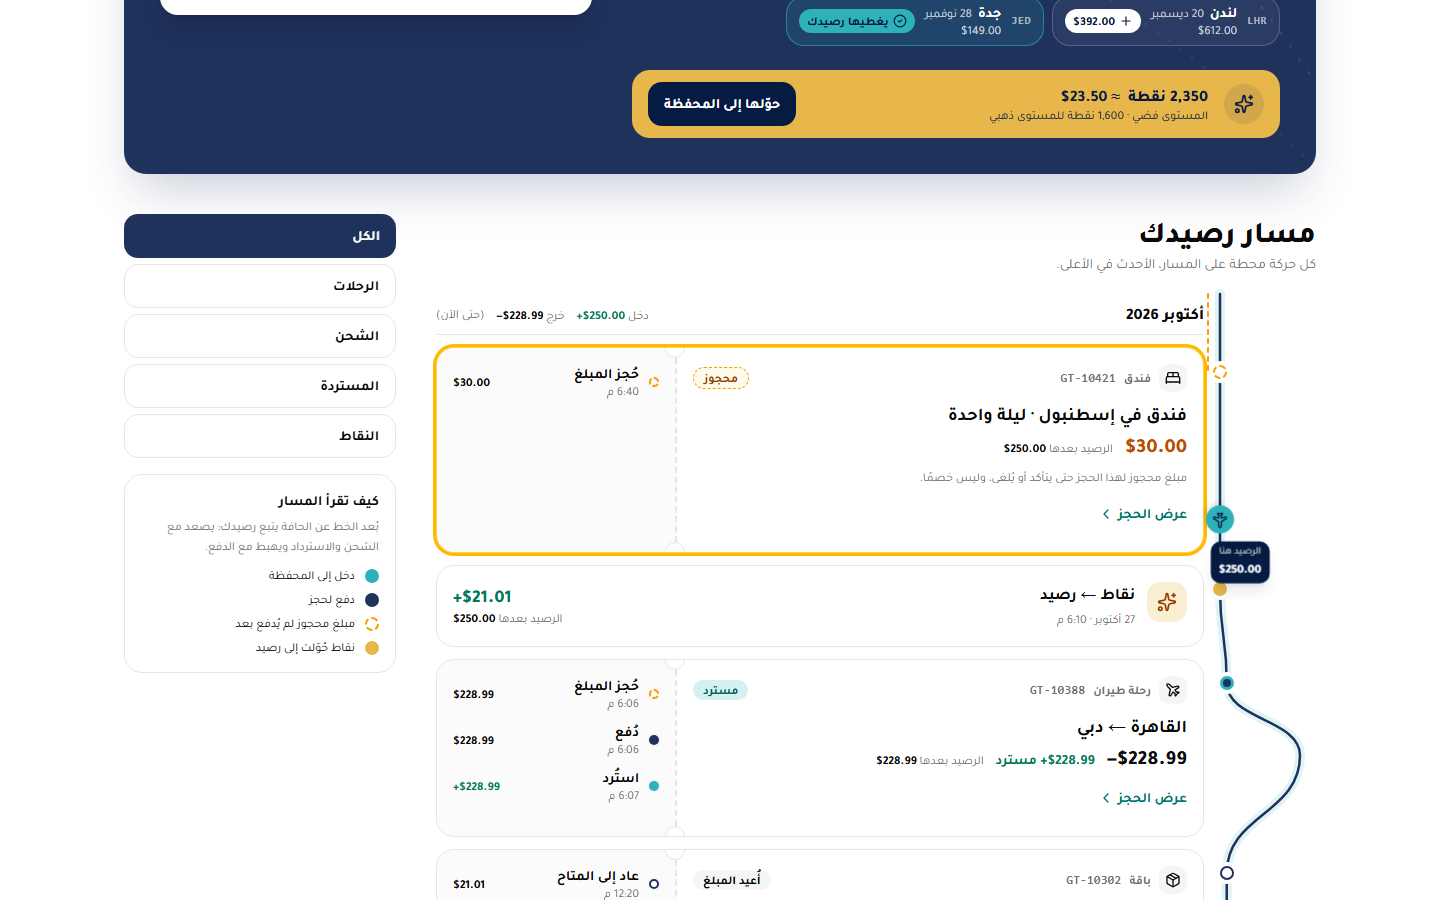 LHR
لندن 20 ديسمبر
$612.00
+ $392.00
JED
جدة 28 نوفمبر
$149.00
يغطيها رصيدك
2,350 نقطة ≈ $23.50
المستوى فضي · 1,600 نقطة للمستوى ذهبي
حوّلها إلى المحفظة
مسار رصيدك
كل حركة محطة على المسار، الأحدث في الأعلى.
أكتوبر 2026
دخل +$250.00 خرج −$228.99 (حتى الآن)
فندق GT-10421
محجوز
فندق في إسطنبول · ليلة واحدة
$30.00 الرصيد بعدها $250.00
مبلغ محجوز لهذا الحجز حتى يتأكد أو يُلغى، وليس خصمًا.
عرض الحجز
حُجز المبلغ
6:40 م
$30.00
الرصيد هنا
$250.00
نقاط ← رصيد
27 أكتوبر · 6:10 م
+$21.01
الرصيد بعدها $250.00
رحلة طيران GT-10388
مسترد
القاهرة ← دبي
−$228.99 +$228.99 مسترد الرصيد بعدها $228.99
عرض الحجز
حُجز المبلغ
6:06 م
$228.99
دُفع
6:06 م
$228.99
استُرد
6:07 م
+$228.99
باقة GT-10302
أُعيد المبلغ
عاد إلى المتاح
12:20 م
$21.01
الكل
الرحلات
الشحن
المستردة
النقاط
كيف تقرأ المسار
بُعد الخط عن الحافة يتبع رصيدك: يصعد مع
الشحن والاسترداد ويهبط مع الدفع.
دخل إلى المحفظة
دفع لحجز
مبلغ محجوز لم يُدفع بعد
نقاط حُوّلت إلى رصيد